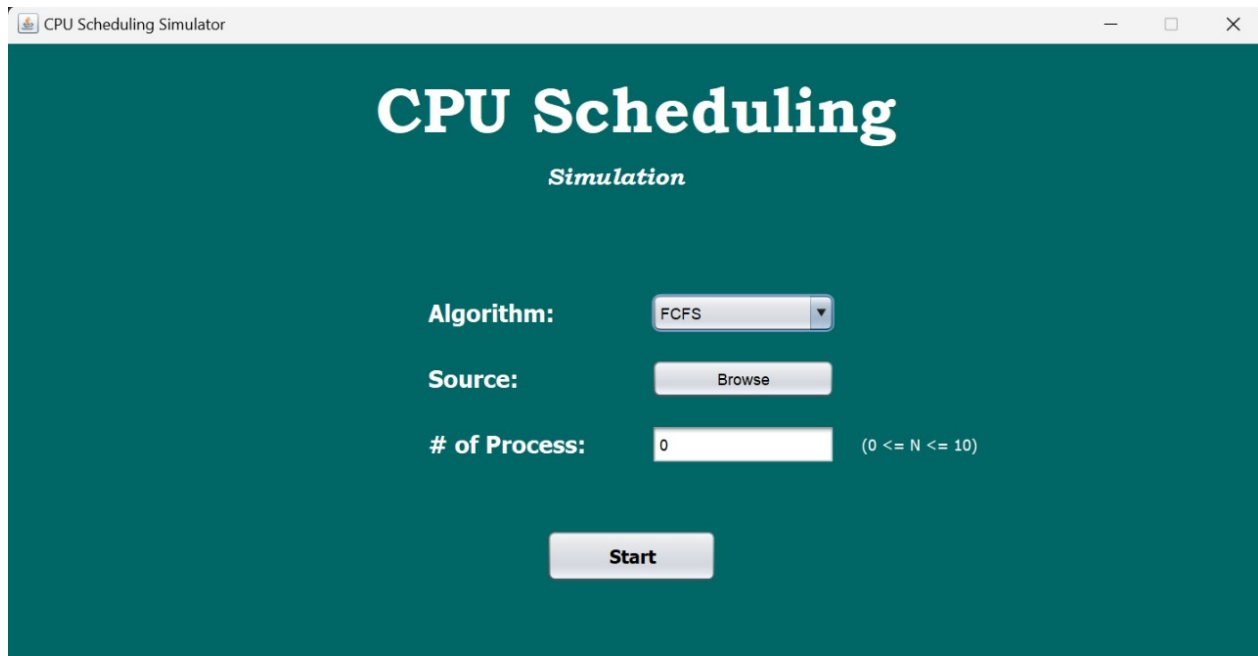 CPU Scheduling Simulator
CPU Scheduling
Simulation
Algorithm: FCFS
Source: Browse
# of Process: 0 (0 <= N <= 10)
Start